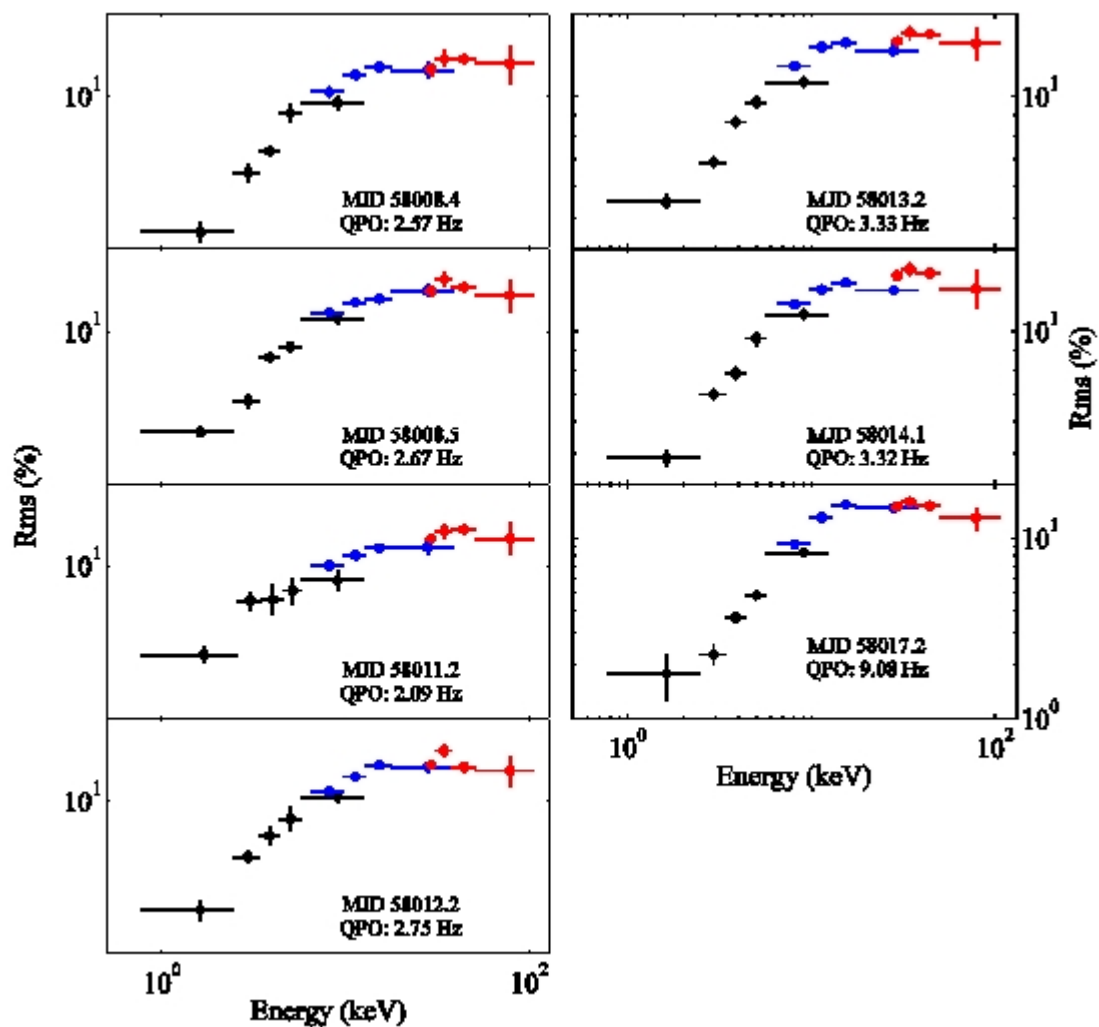 10¹
MJD 58008.4
QPO: 2.57 Hz
10¹
MJD 58008.5
QPO: 2.67 Hz
10¹
MJD 58011.2
QPO: 2.09 Hz
10¹
MJD 58012.2
QPO: 2.75 Hz
10⁰
10²
Energy (keV)
Rms (%)
10¹
MJD 58013.2
QPO: 3.33 Hz
10¹
MJD 58014.1
QPO: 3.32 Hz
10¹
MJD 58017.2
QPO: 9.08 Hz
10⁰
10⁰
10²
Energy (keV)
Rms (%)